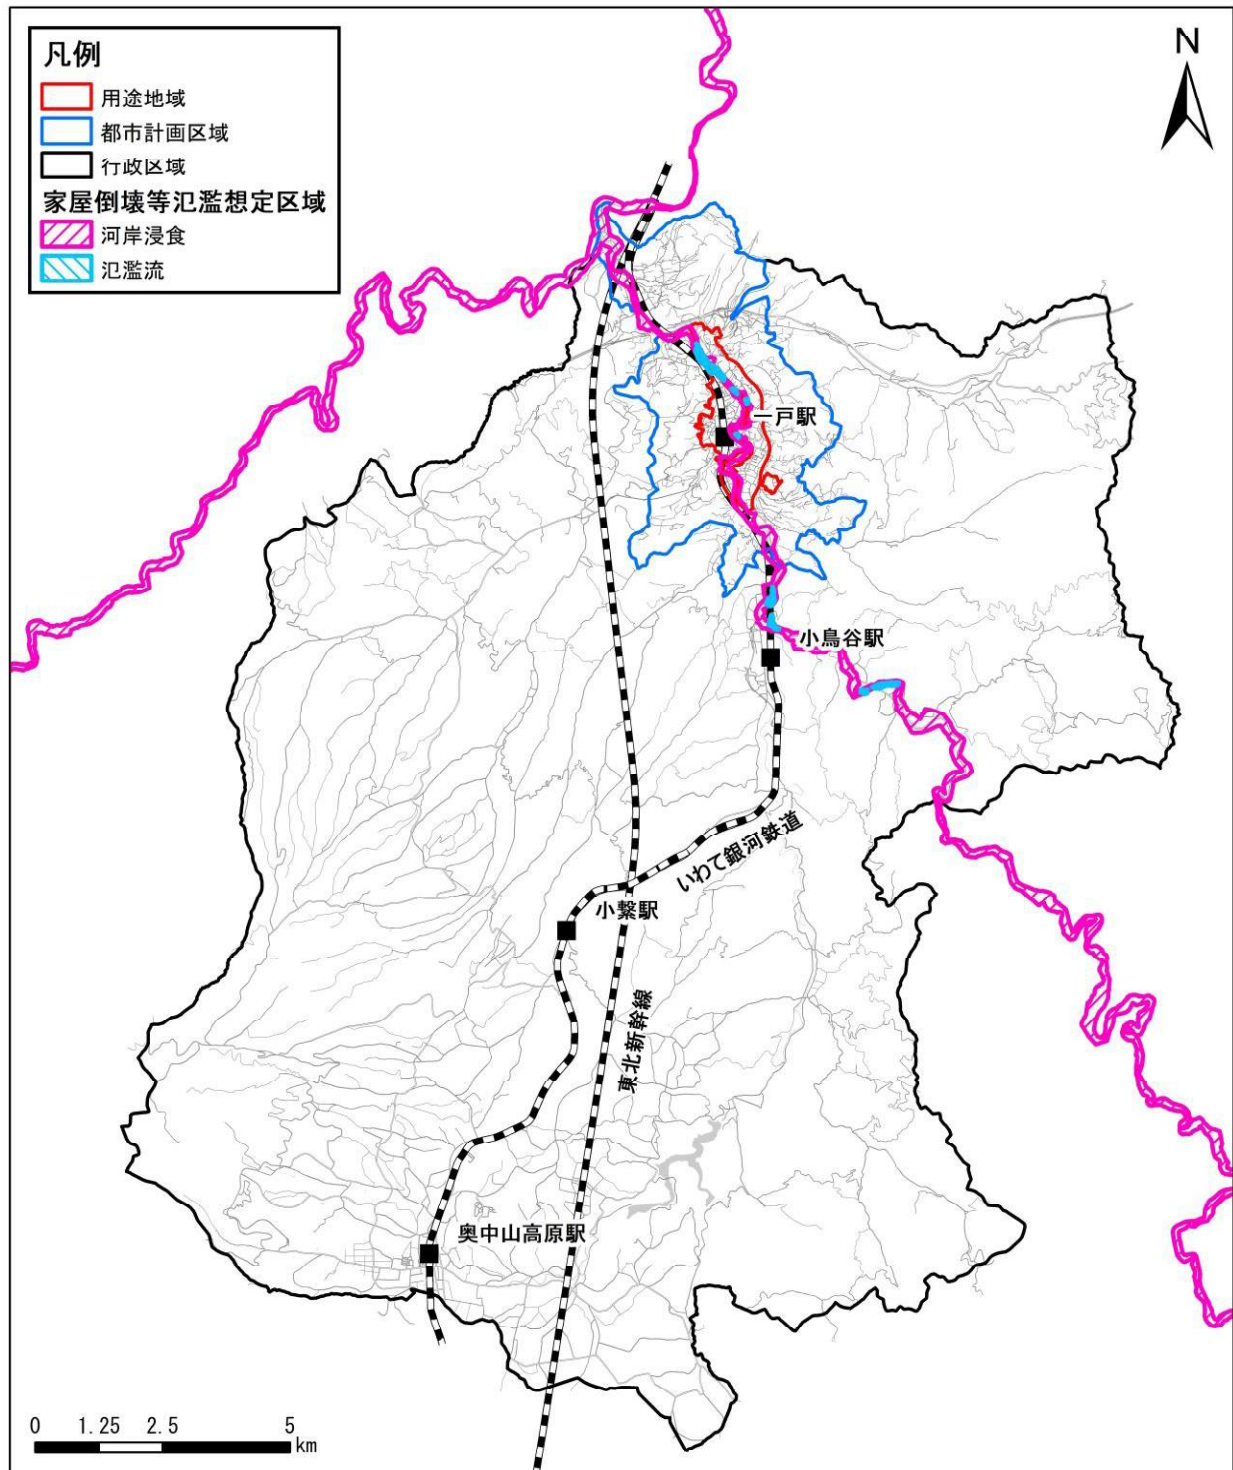 凡例
用途地域
都市計画区域
行政区域
家屋倒壊等氾濫想定区域
河岸浸食
氾濫流
N
一戸駅
小鳥谷駅
いわて銀河鉄道
小繋駅
東北新幹線
奥中山高原駅
0 1.25 2.5 5
km